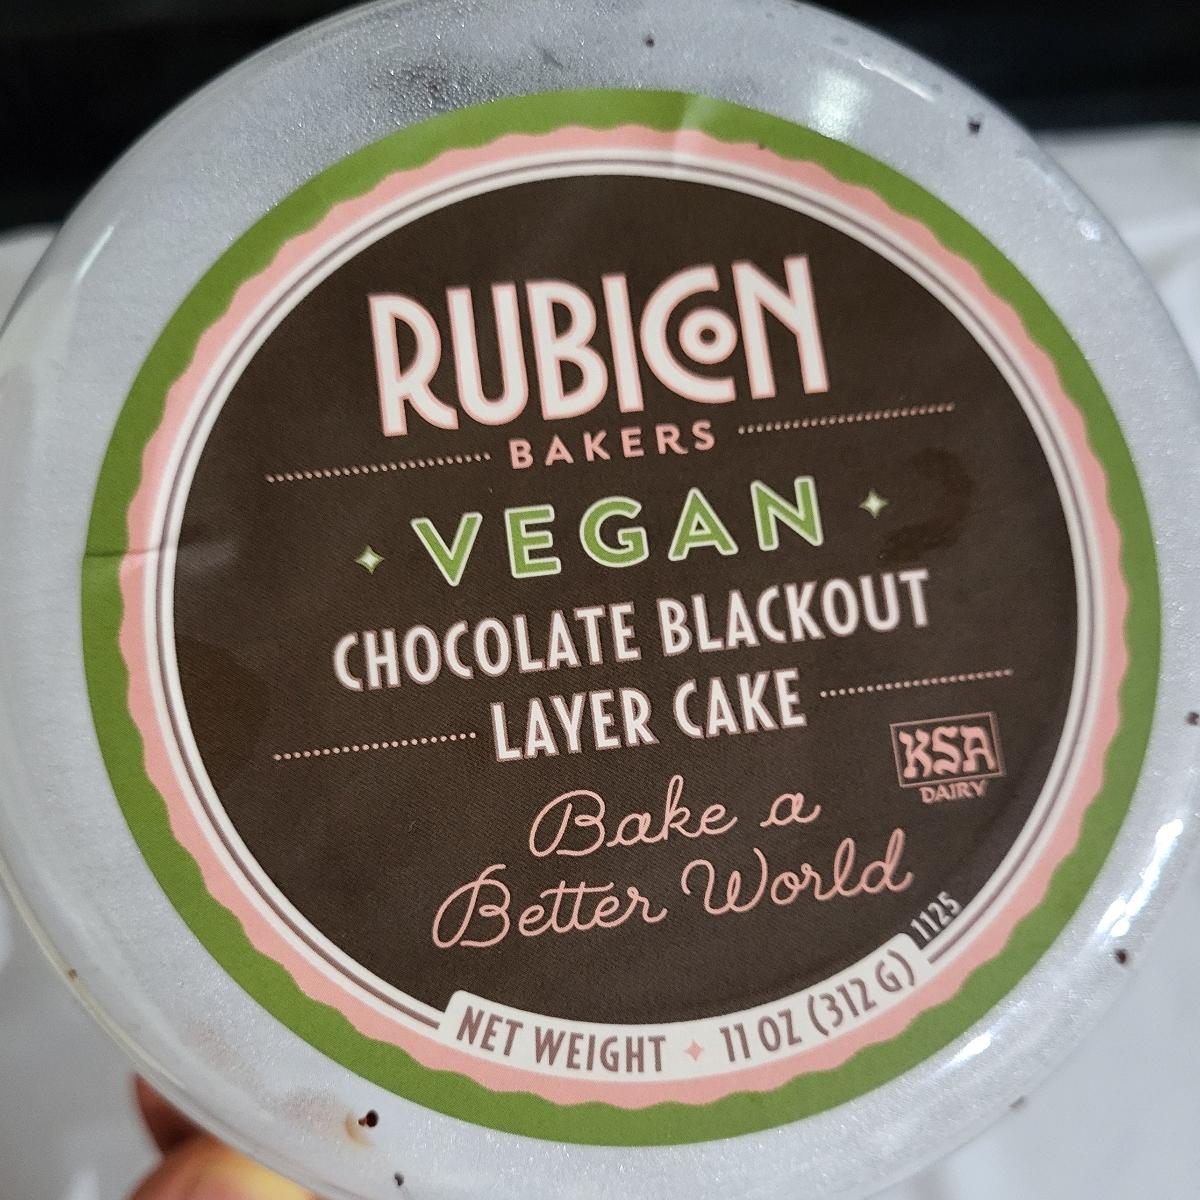 RUBICON
BAKERS
VEGAN
CHOCOLATE BLACKOUT
LAYER CAKE
KSA
DAIRY
Bake a
Better World
1125
NET WEIGHT 11 OZ (312 G)